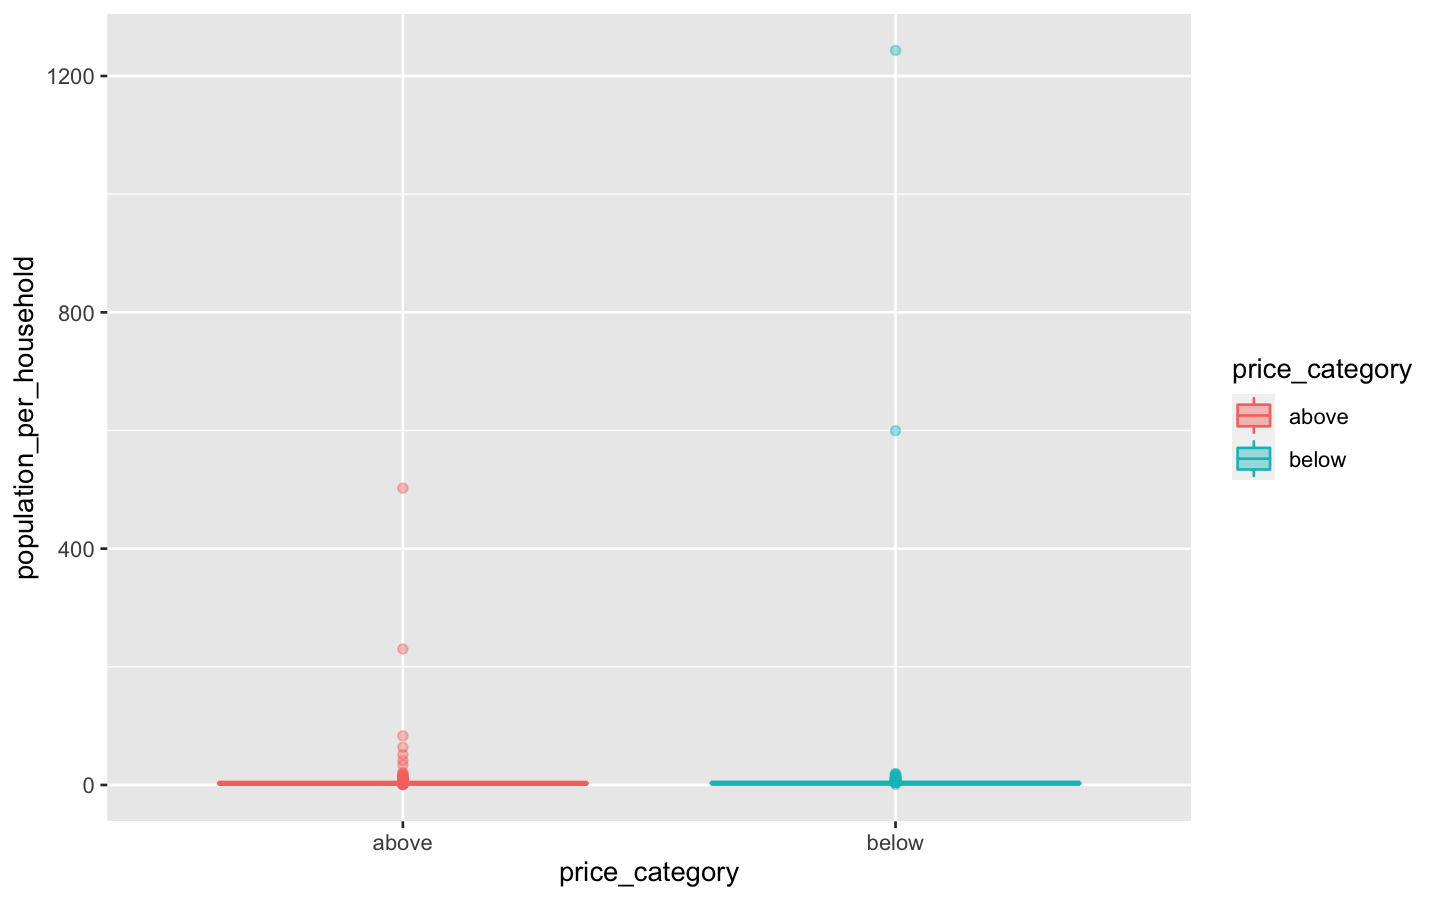 1200
800
400
0
population_per_household
above
below
price_category
price_category
above
below